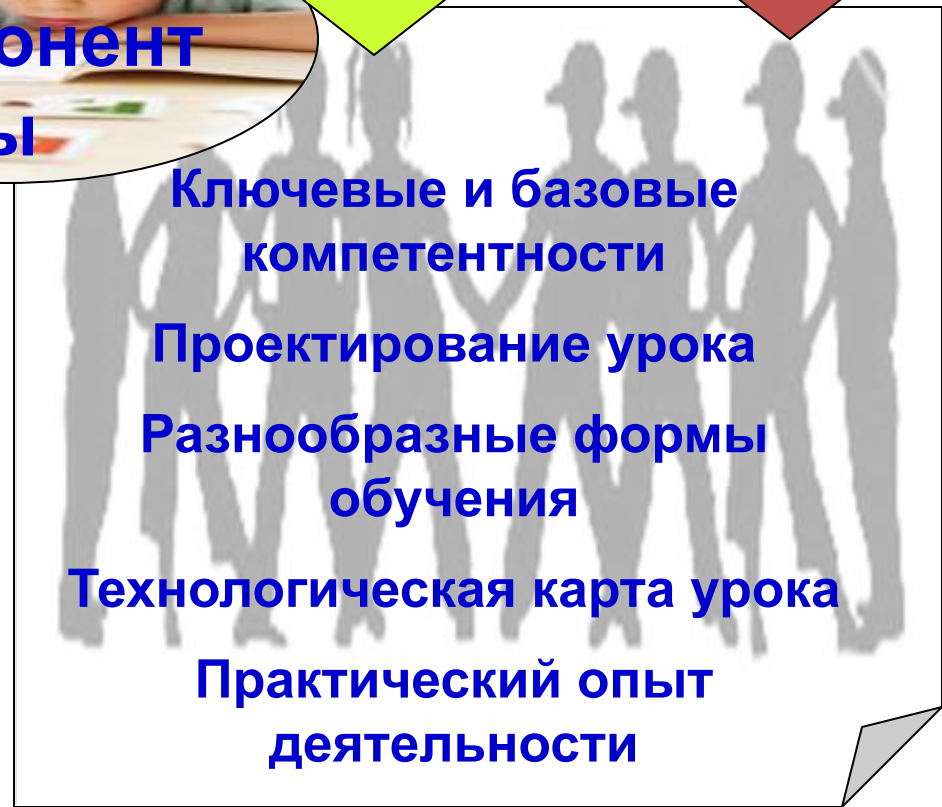 онент
ы
Ключевые и базовые
компетентности
Проектирование урока
Разнообразные формы
обучения
Технологическая карта урока
Практический опыт
деятельности